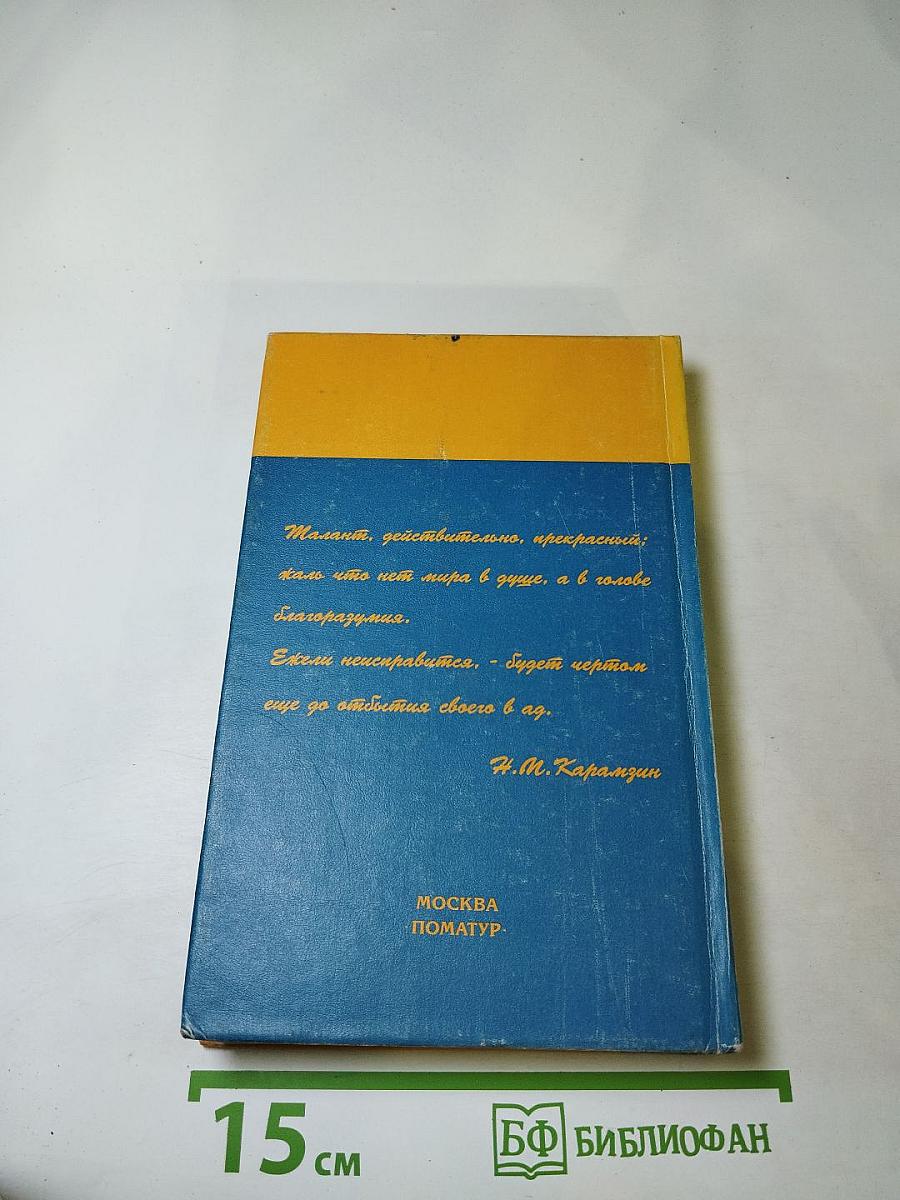 Талант, действительно, прекрасный;
жаль что нет мира в душе, а в голове
благоразумия.
Ежели неисправится, - будет чертом
еще до отбытия своего в ад.
Н.М.Карамзин
МОСКВА
ПОМАТУР
15 см
БФ БИБЛИОФАН